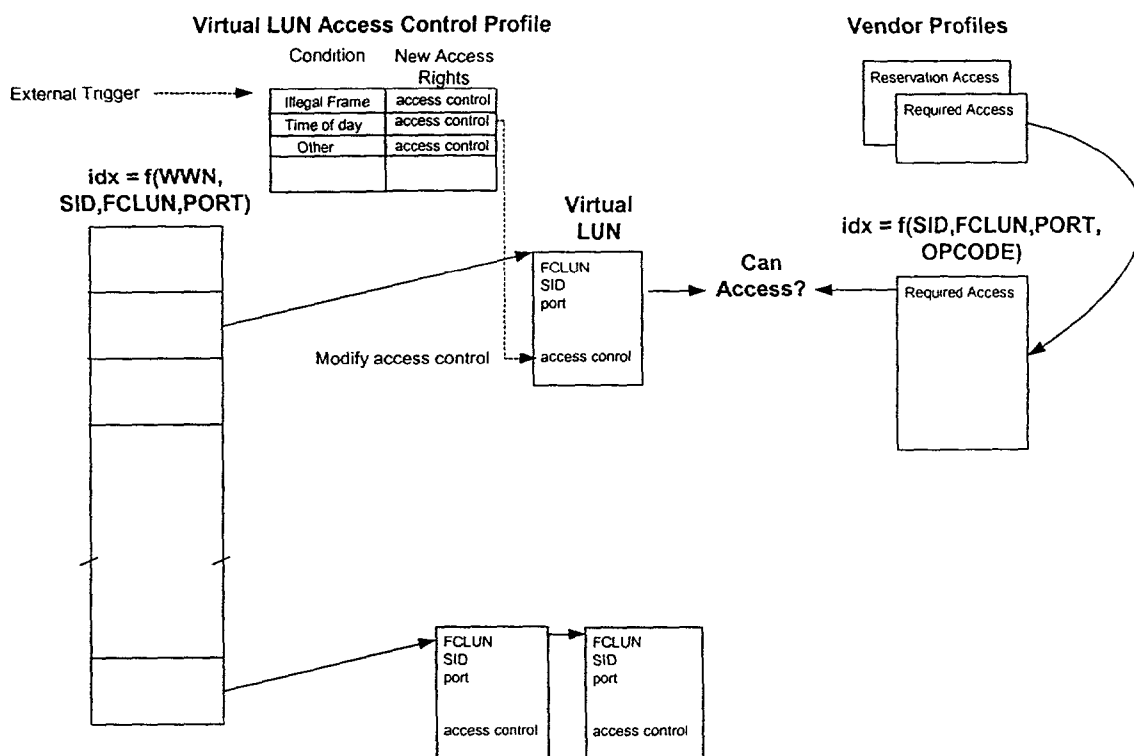 Virtual LUN Access Control Profile
Condition
New Access
Rights
External Trigger
Illegal Frame
access control
Time of day
access control
Other
access control
Vendor Profiles
Reservation Access
Required Access
idx = f(WWN,
SID,FCLUN,PORT)
Virtual
LUN
FCLUN
SID
port
access conrol
Modify access control
Can
Access?
idx = f(SID,FCLUN,PORT,
OPCODE)
Required Access
FCLUN
SID
port
access control
FCLUN
SID
port
access control